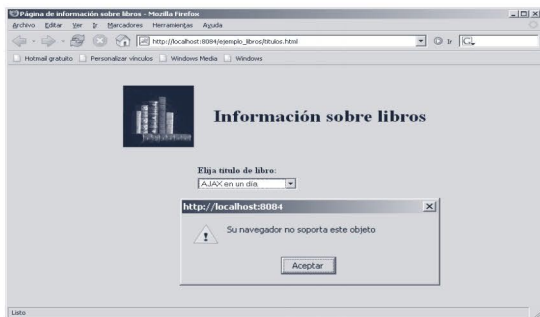 Página de información sobre libros - Mozilla Firefox
Archivo Editar Ver Ir Marcadores Herramientas Ayuda
http://localhost:8084/ejemplo_libros/titulos.html Ir
Hotmail gratuito Personalizar vínculos Windows Media Windows
Información sobre libros
Elija título de libro:
AJAX en un día
http://localhost:8084
Su navegador no soporta este objeto
Aceptar
Listo